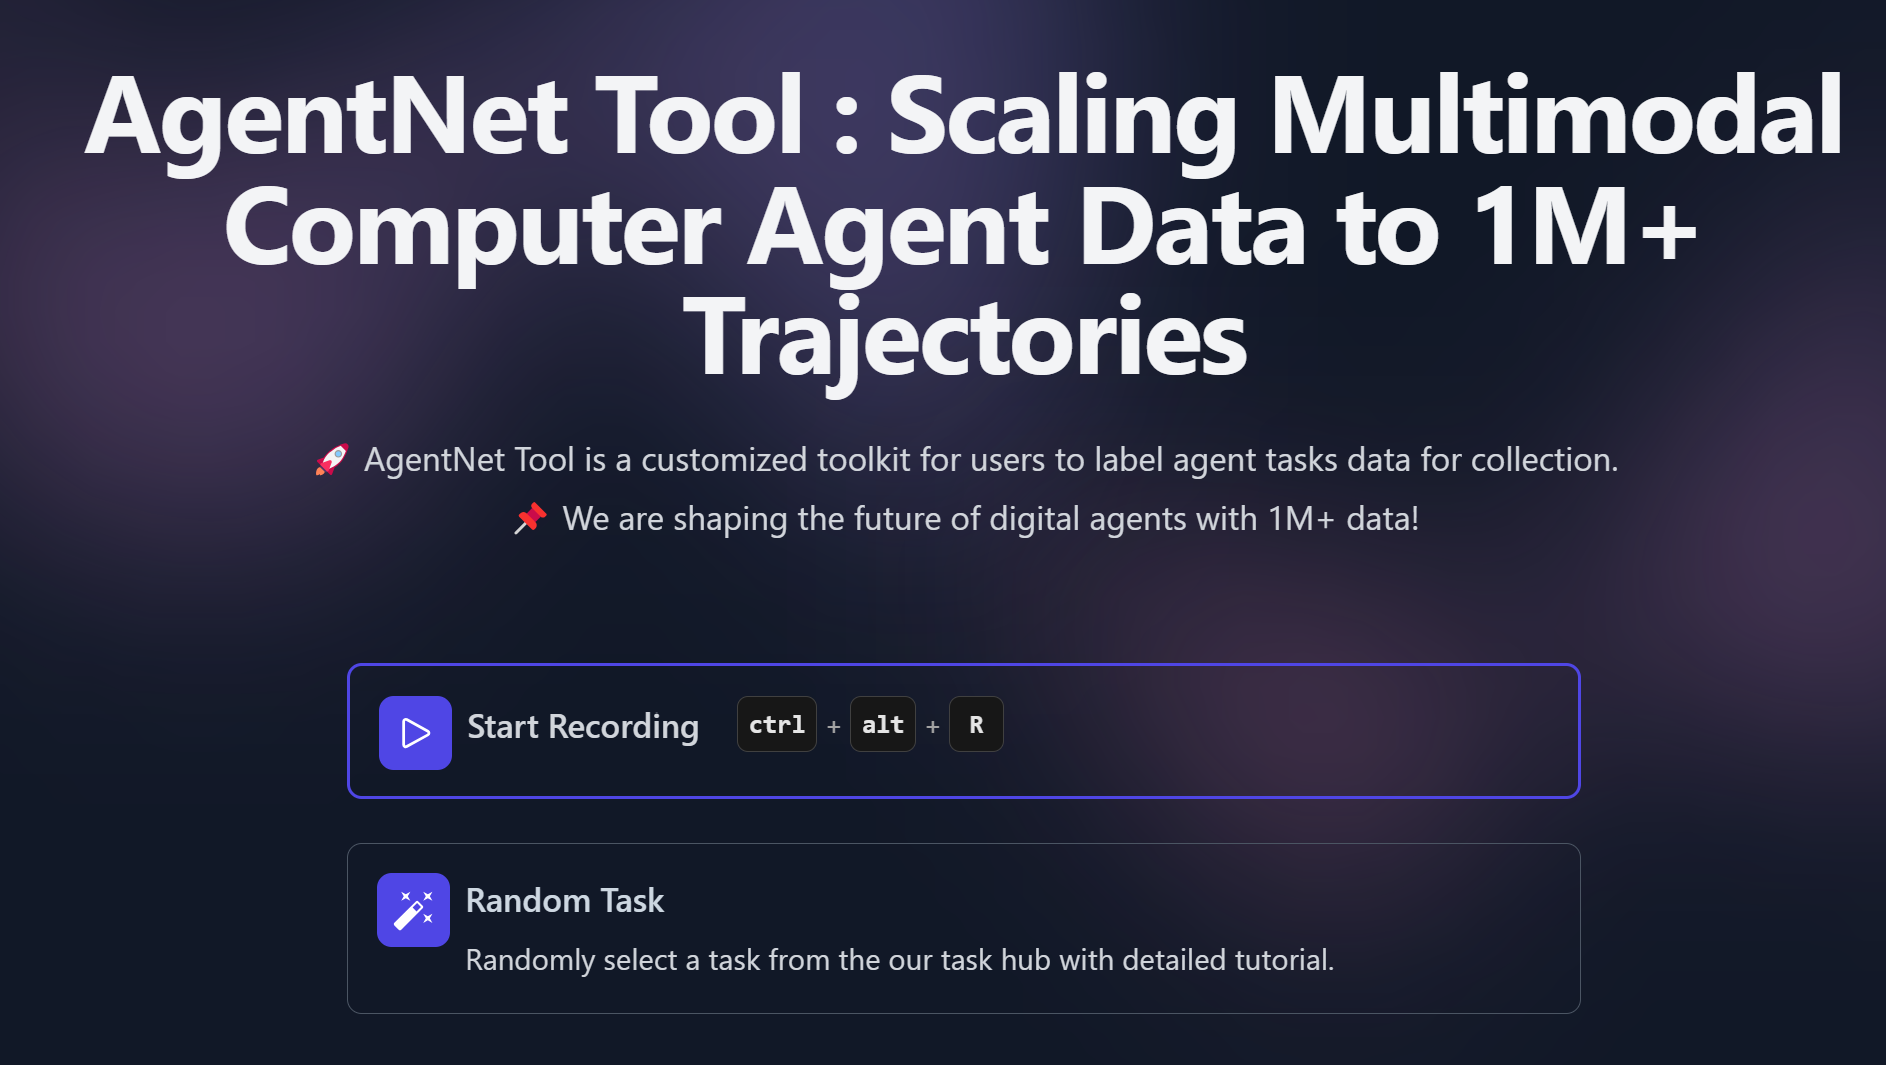 AgentNet Tool : Scaling Multimodal
Computer Agent Data to 1M+
Trajectories
🚀 AgentNet Tool is a customized toolkit for users to label agent tasks data for collection.
📌 We are shaping the future of digital agents with 1M+ data!
Start Recording ctrl + alt + R
Random Task
Randomly select a task from the our task hub with detailed tutorial.